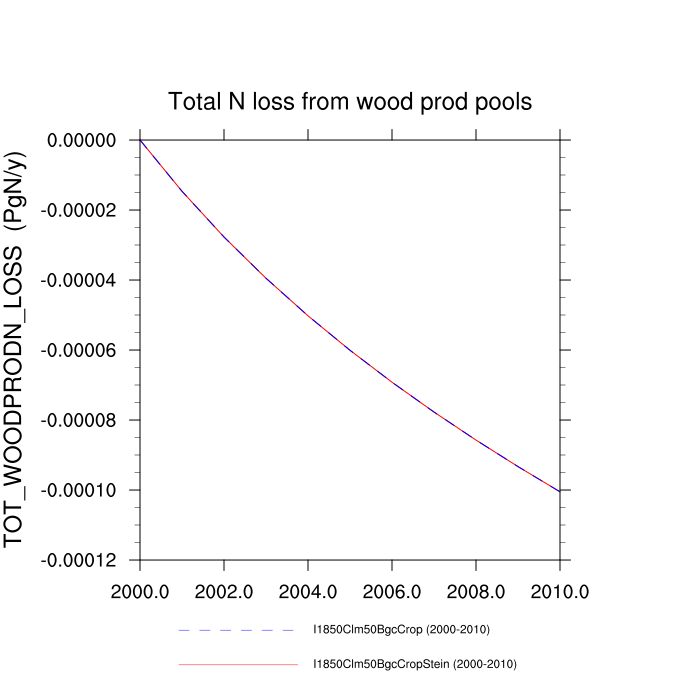 Total N loss from wood prod pools
TOT_WOODPRODN_LOSS (PgN/y)
0.00000
-0.00002
-0.00004
-0.00006
-0.00008
-0.00010
-0.00012
2000.0 2002.0 2004.0 2006.0 2008.0 2010.0
I1850Clm50BgcCrop (2000-2010)
I1850Clm50BgcCropStein (2000-2010)